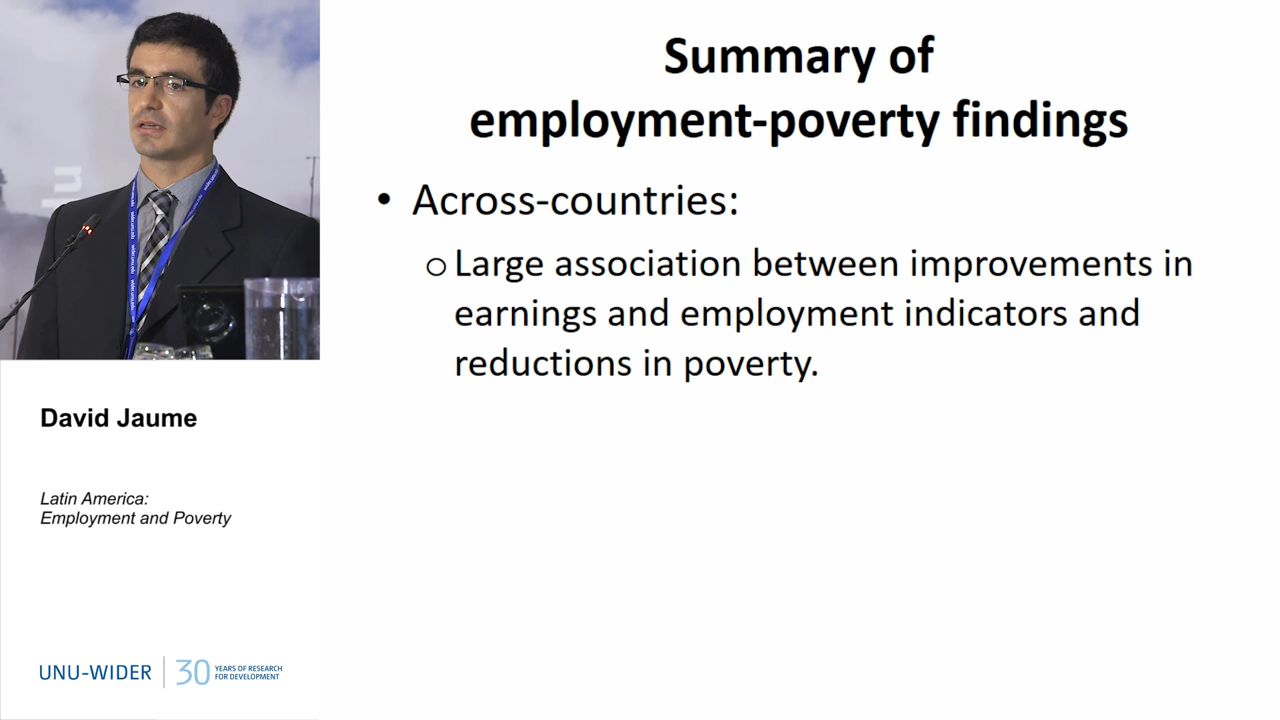 Summary of
employment-poverty findings
• Across-countries:
o Large association between improvements in
earnings and employment indicators and
reductions in poverty.
David Jaume
Latin America:
Employment and Poverty
UNU-WIDER
30 YEARS OF RESEARCH
FOR DEVELOPMENT